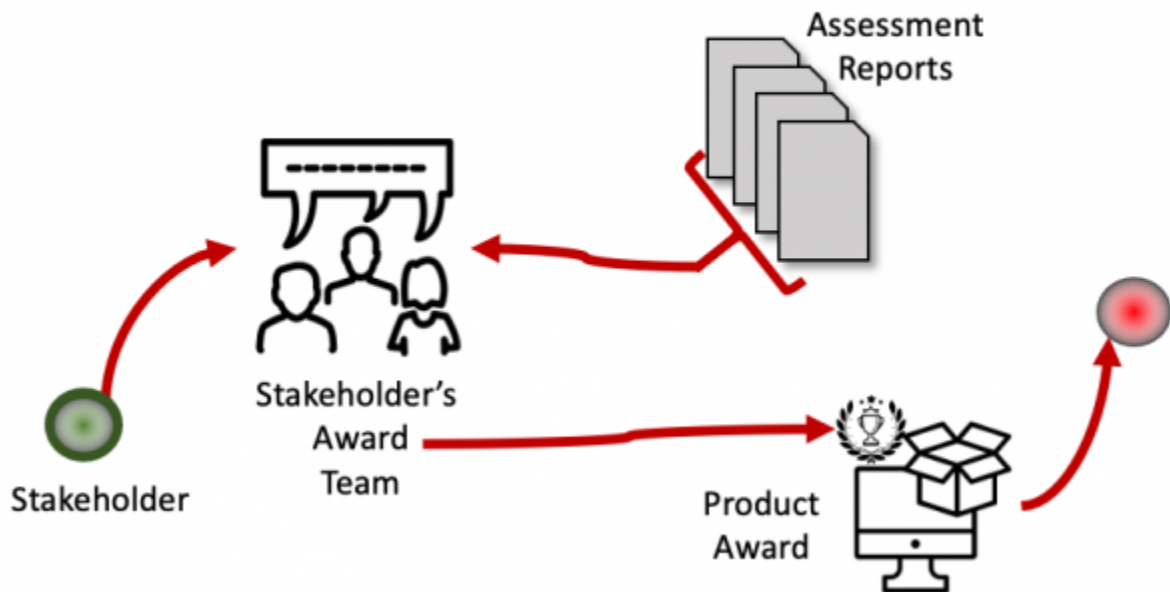 Assessment
Reports
Stakeholder’s
Award
Team
Stakeholder
Product
Award